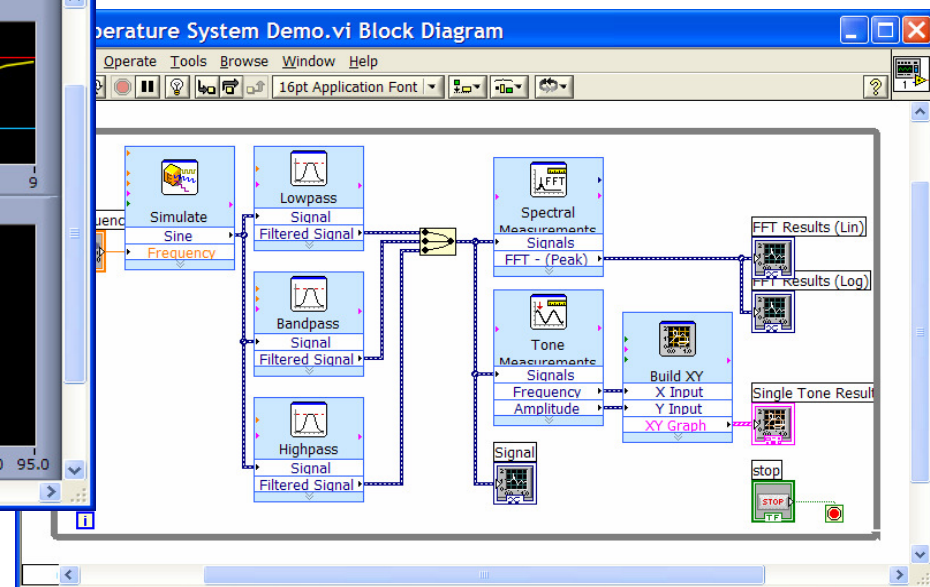 perature System Demo.vi Block Diagram
Operate Tools Browse Window Help
16pt Application Font
1
9
95.0
Simulate
Sine
Frequency
Lowpass
Signal
Filtered Signal
Bandpass
Signal
Filtered Signal
Highpass
Signal
Filtered Signal
FFT
Spectral
Measurements
Signals
FFT - (Peak)
Tone
Measurements
Signals
Frequency
Amplitude
Signal
Build XY
X Input
Y Input
XY Graph
FFT Results (Lin)
FFT Results (Log)
Single Tone Result
stop
STOP
TF
i